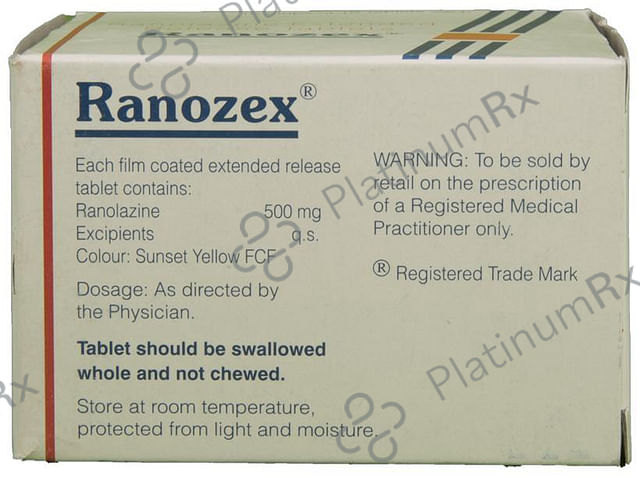 Ranozex
Ranozex®
Each film coated extended release
tablet contains:
Ranolazine 500 mg
Excipients q.s.
Colour: Sunset Yellow FCF
Dosage: As directed by
the Physician.
Tablet should be swallowed
whole and not chewed.
Store at room temperature,
protected from light and moisture.
WARNING: To be sold by
retail on the prescription
of a Registered Medical
Practitioner only.
® Registered Trade Mark
PlatinumRx
PlatinumRx
PlatinumRx